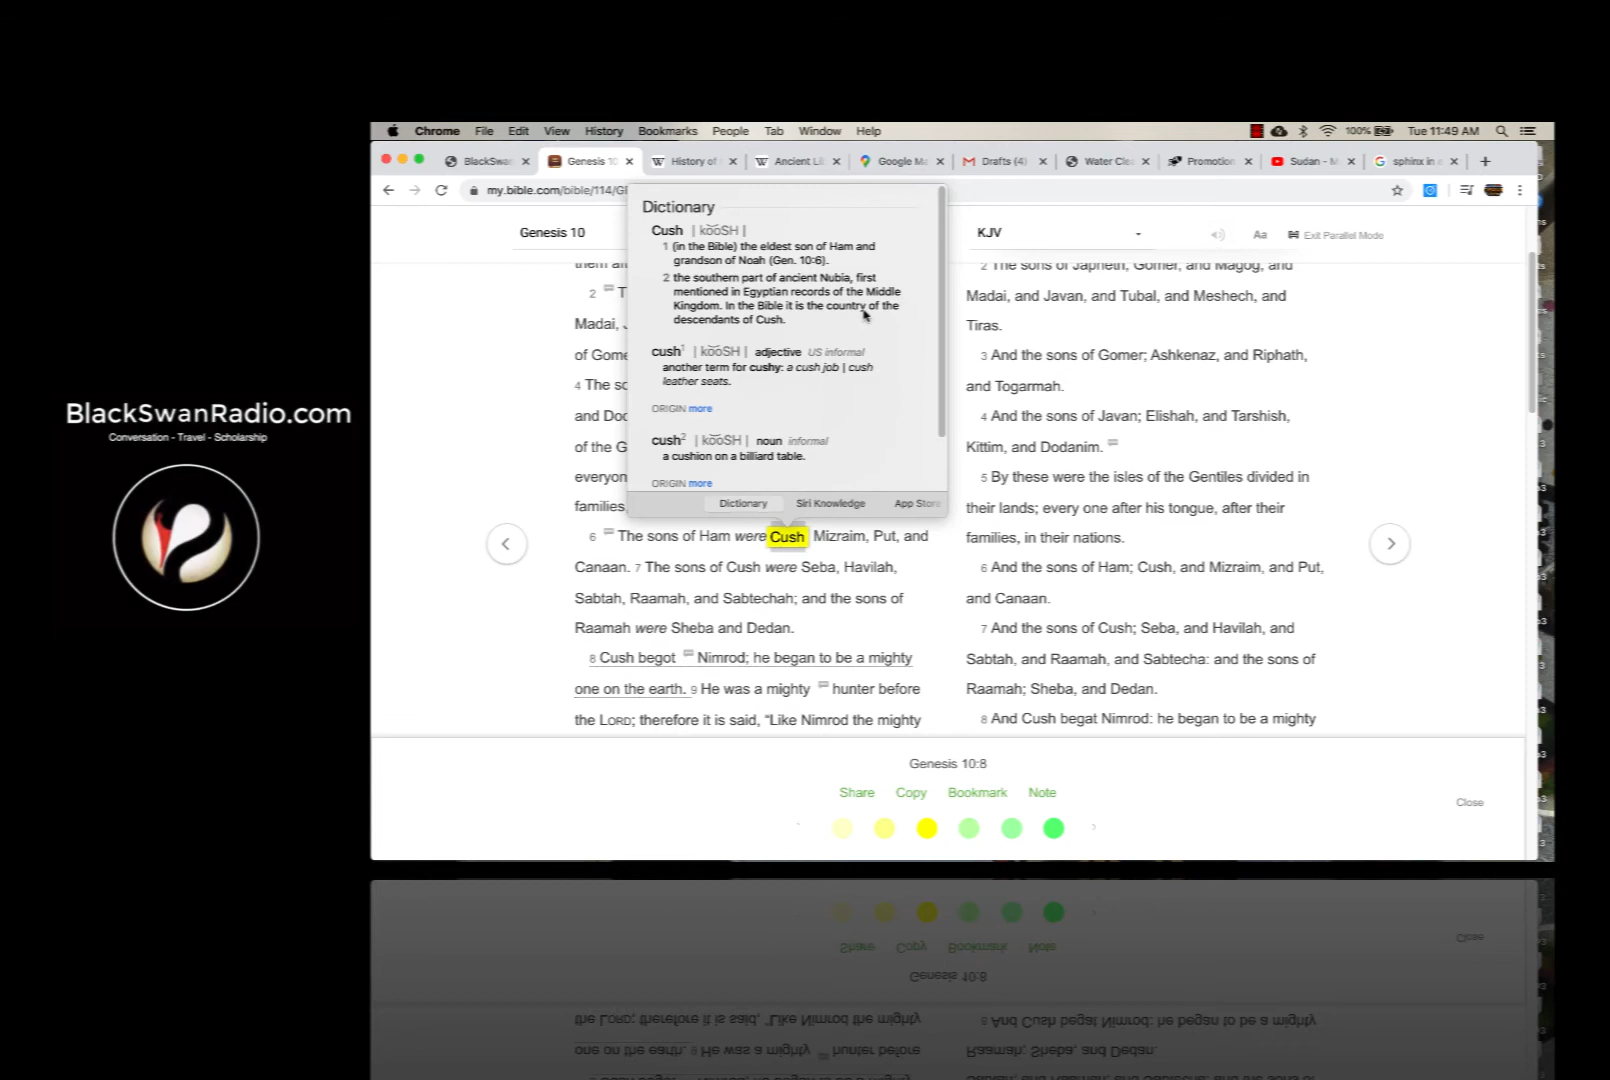 Chrome File Edit View History Bookmarks People Tab Window Help 100% Tue 11:49 AM
BlackSwan Genesis 10 History of Ancient Li Google Ma Drafts (4) Water Cle Promotion Sudan - M sphinx in e
my.bible.com/bible/114/GE
Genesis 10
KJV
Aa Exit Parallel Mode
Dictionary
Cush | ko͝oSH |
1 (in the Bible) the eldest son of Ham and
grandson of Noah (Gen. 10:6).
2 the southern part of ancient Nubia, first
mentioned in Egyptian records of the Middle
Kingdom. In the Bible it is the country of the
descendants of Cush.
cush¹ | ko͝oSH | adjective US informal
another term for cushy: a cush job | cush
leather seats.
ORIGIN more
cush² | ko͝oSH | noun informal
a cushion on a billiard table.
ORIGIN more
Dictionary Siri Knowledge App Store
2 T
Madai, J
of Gome
4 The so
and Dod
of the G
everyon
families,
6 The sons of Ham were Cush Mizraim, Put, and
Canaan. 7 The sons of Cush were Seba, Havilah,
Sabtah, Raamah, and Sabtechah; and the sons of
Raamah were Sheba and Dedan.
8 Cush begot Nimrod; he began to be a mighty
one on the earth. 9 He was a mighty hunter before
the LORD; therefore it is said, “Like Nimrod the mighty
2 The sons of Japheth; Gomer, and Magog, and
Madai, and Javan, and Tubal, and Meshech, and
Tiras.
3 And the sons of Gomer; Ashkenaz, and Riphath,
and Togarmah.
4 And the sons of Javan; Elishah, and Tarshish,
Kittim, and Dodanim.
5 By these were the isles of the Gentiles divided in
their lands; every one after his tongue, after their
families, in their nations.
6 And the sons of Ham; Cush, and Mizraim, and Put,
and Canaan.
7 And the sons of Cush; Seba, and Havilah, and
Sabtah, and Raamah, and Sabtecha: and the sons of
Raamah; Sheba, and Dedan.
8 And Cush begat Nimrod: he began to be a mighty
Genesis 10:8
Share Copy Bookmark Note
Close
BlackSwanRadio.com
Conversation - Travel - Scholarship